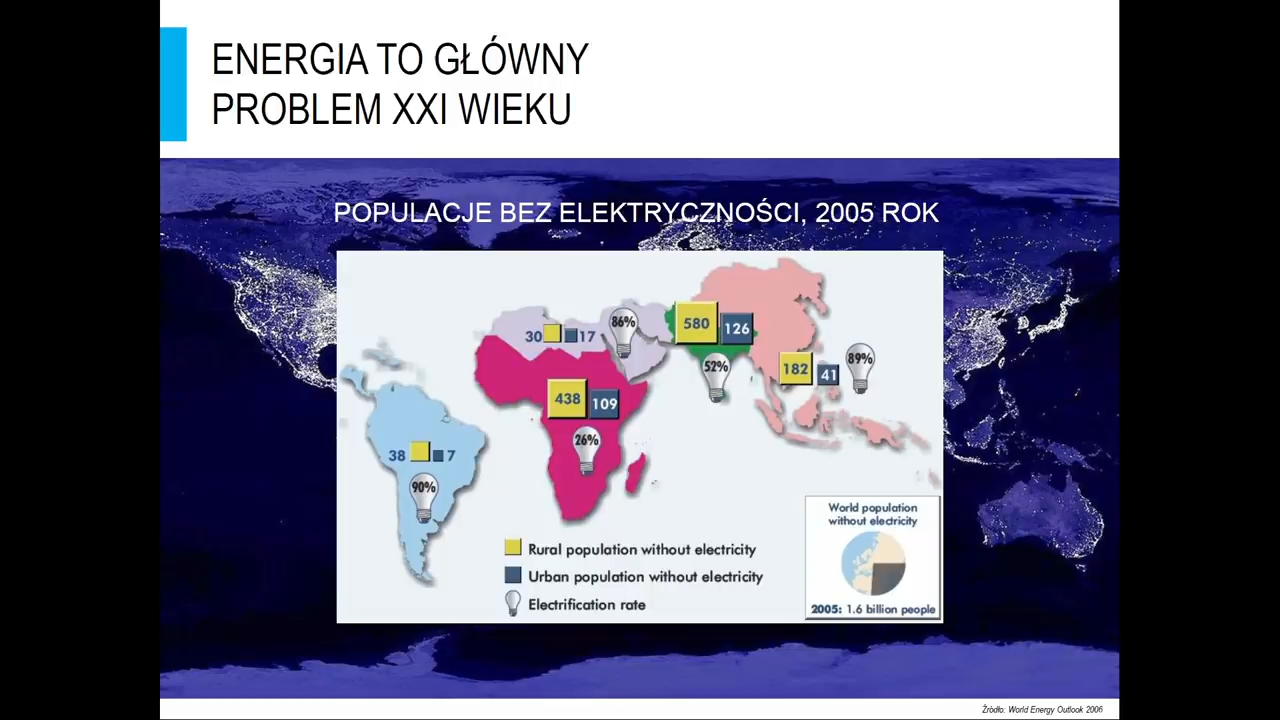 ENERGIA TO GŁÓWNY
PROBLEM XXI WIEKU
POPULACJE BEZ ELEKTRYCZNOŚCI, 2005 ROK
30 17
86%
580 126
52%
182 41
89%
438 109
26%
38 7
90%
Rural population without electricity
Urban population without electricity
Electrification rate
World population
without electricity
2005: 1.6 billion people
Źródło: World Energy Outlook 2006